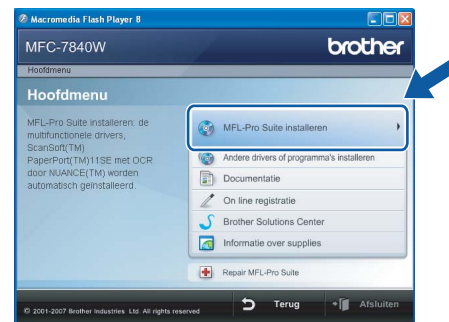 Macromedia Flash Player 8
MFC-7840W
brother
Hoofdmenu
Hoofdmenu
MFL-Pro Suite installeren: de
multifunctionele drivers,
ScanSoft(TM)
PaperPort(TM)11SE met OCR
door NUANCE(TM) worden
automatisch geïnstalleerd.
MFL-Pro Suite installeren
Andere drivers of programma's installeren
Documentatie
On line registratie
Brother Solutions Center
Informatie over supplies
Repair MFL-Pro Suite
© 2001-2007 Brother Industries Ltd. All rights reserved
Terug
Afsluiten